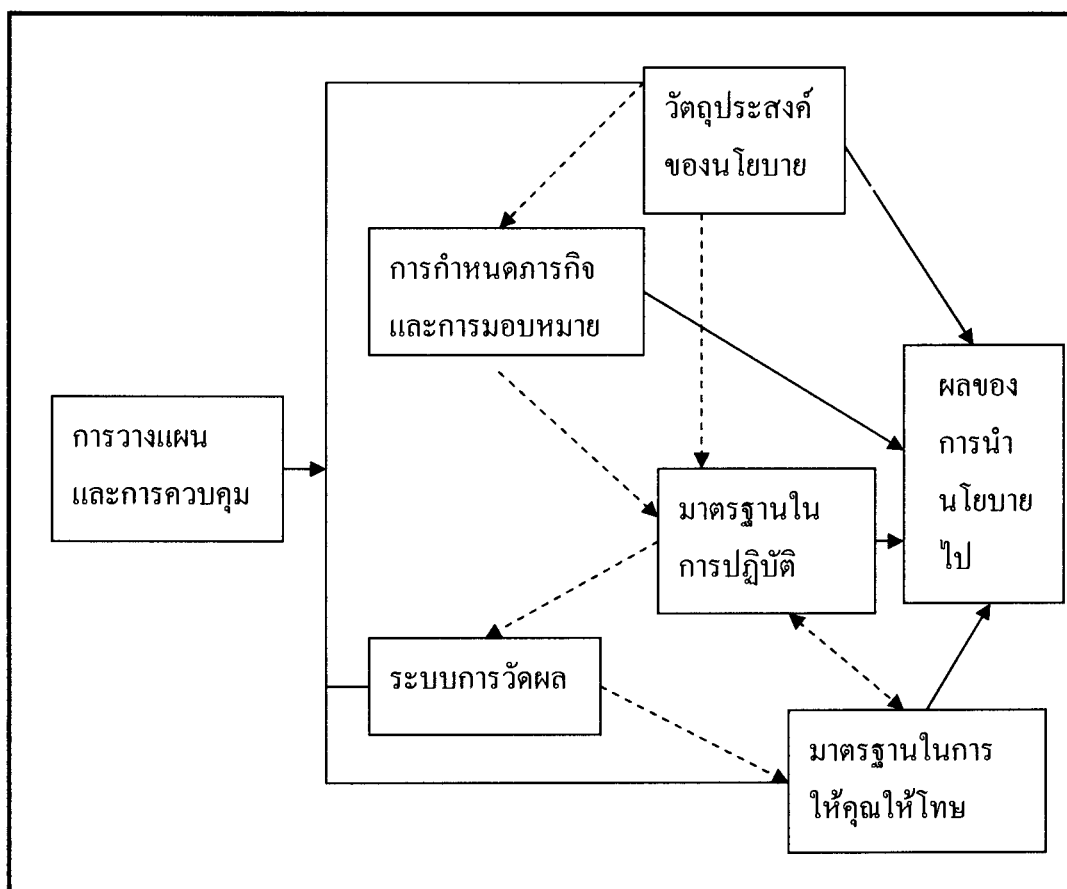 วัตถุประสงค์
ของนโยบาย
การกำหนดภารกิจ
และการมอบหมาย
การวางแผน
และการควบคุม
มาตรฐานใน
การปฏิบัติ
ผลของ
การนำ
นโยบาย
ไป
ระบบการวัดผล
มาตรฐานในการ
ให้คุณให้โทษ